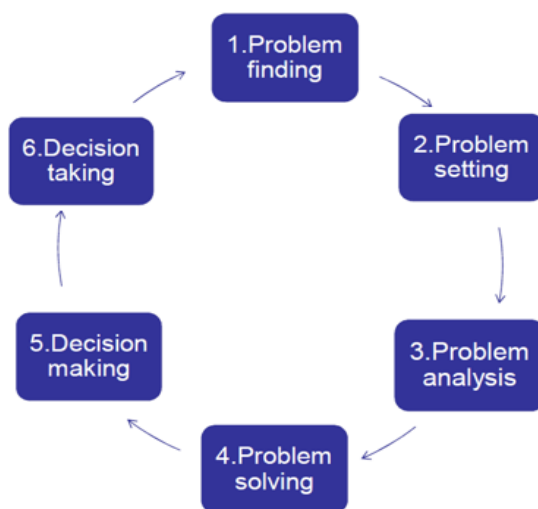 1.Problem
finding
2.Problem
setting
3.Problem
analysis
4.Problem
solving
5.Decision
making
6.Decision
taking